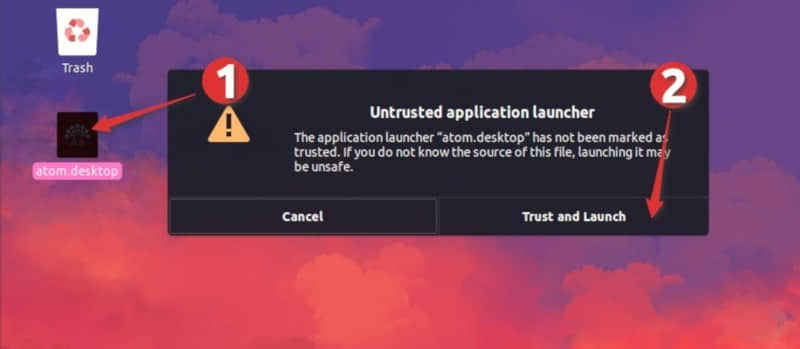 Trash
1
2
Untrusted application launcher
The application launcher “atom.desktop” has not been marked as
trusted. If you do not know the source of this file, launching it may
be unsafe.
atom.desktop
Cancel
Trust and Launch